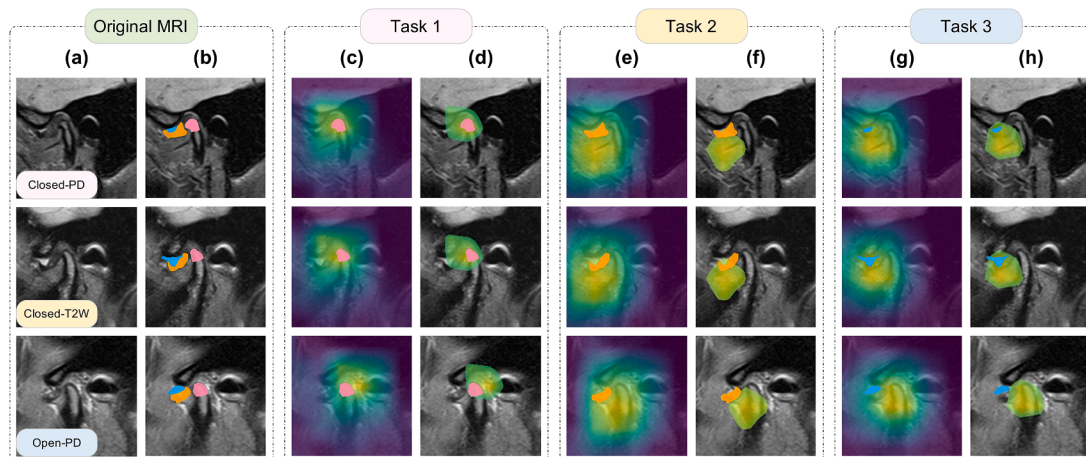 Original MRI
Task 1
Task 2
Task 3
(a)
(b)
(c)
(d)
(e)
(f)
(g)
(h)
Closed-PD
Closed-T2W
Open-PD